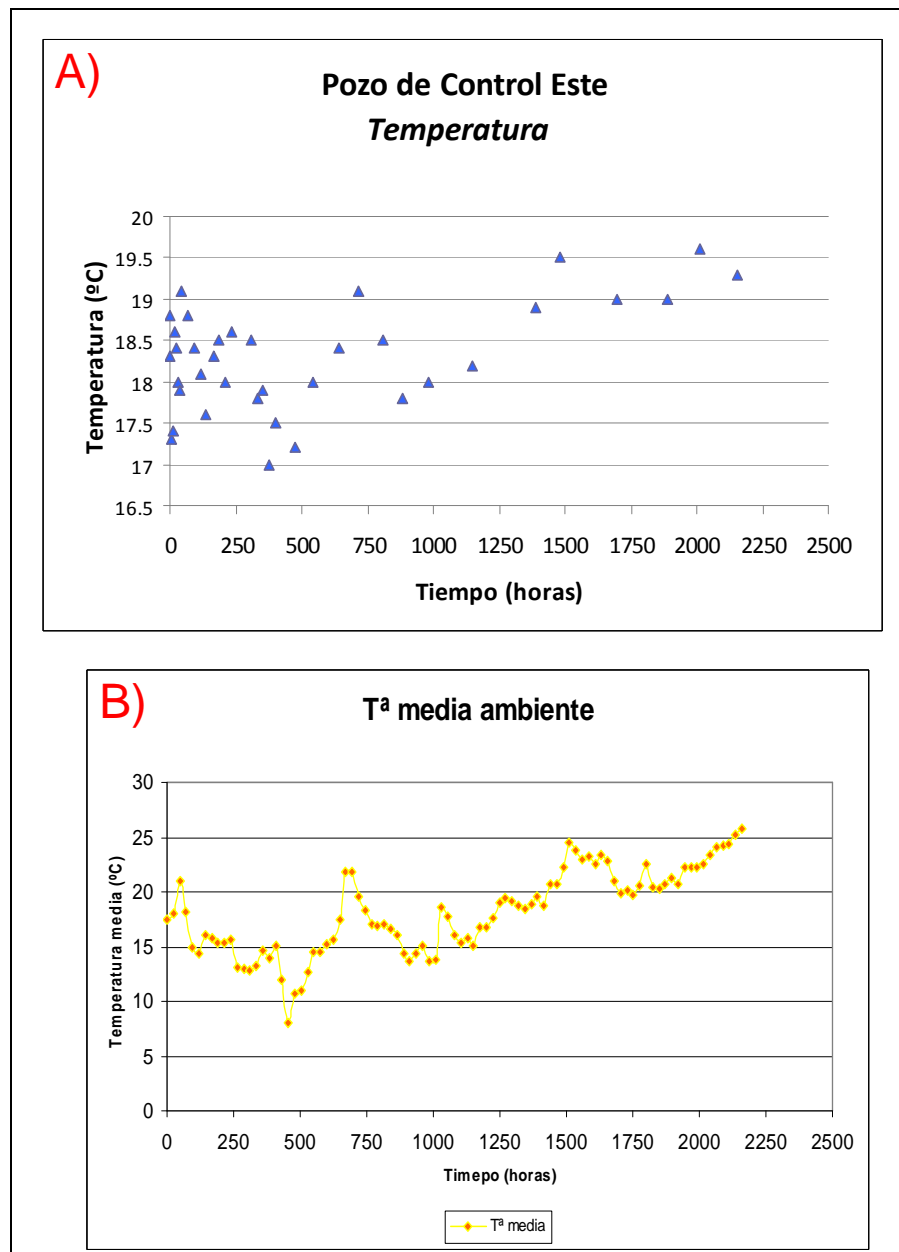 A)
Pozo de Control Este
Temperatura
Temperatura (ºC)
20
19.5
19
18.5
18
17.5
17
16.5
0 250 500 750 1000 1250 1500 1750 2000 2250 2500
Tiempo (horas)
B)
Tª media ambiente
Temperatura media (ºC)
30
25
20
15
10
5
0
0 250 500 750 1000 1250 1500 1750 2000 2250 2500
Timepo (horas)
Tª media